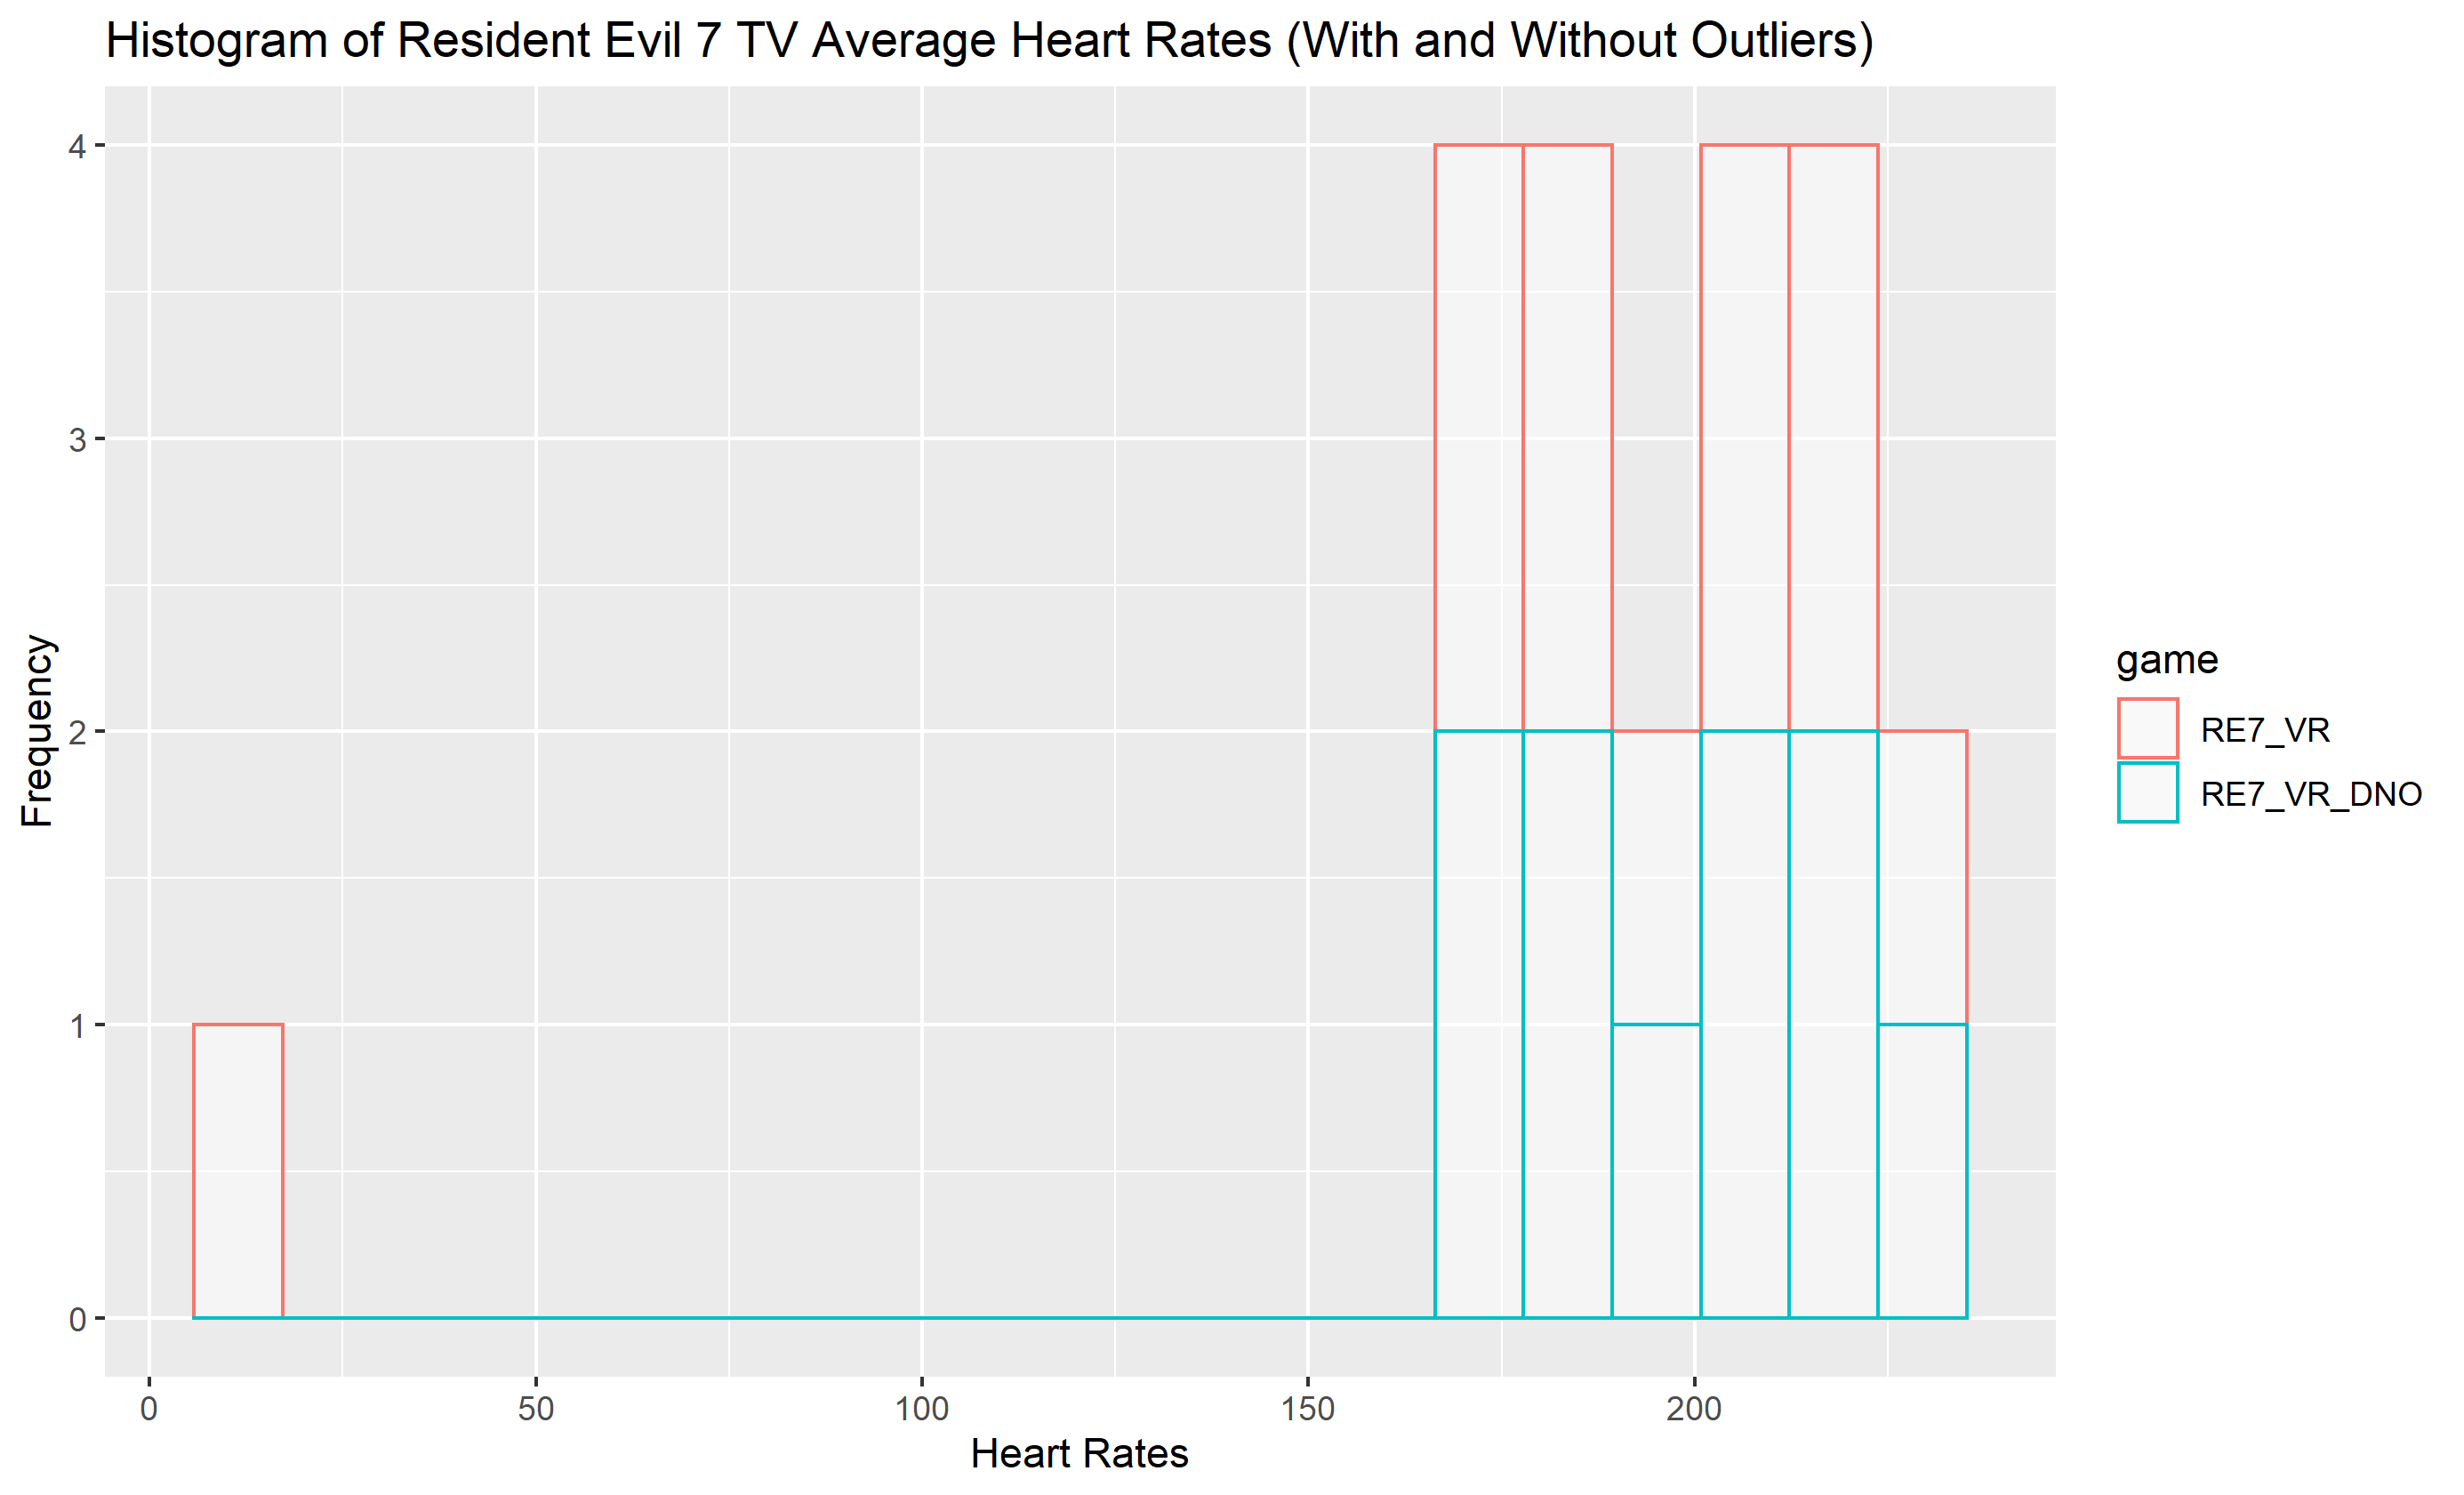 Histogram of Resident Evil 7 TV Average Heart Rates (With and Without Outliers)
Frequency
4
3
2
1
0
0 50 100 150 200
Heart Rates
game
RE7_VR
RE7_VR_DNO